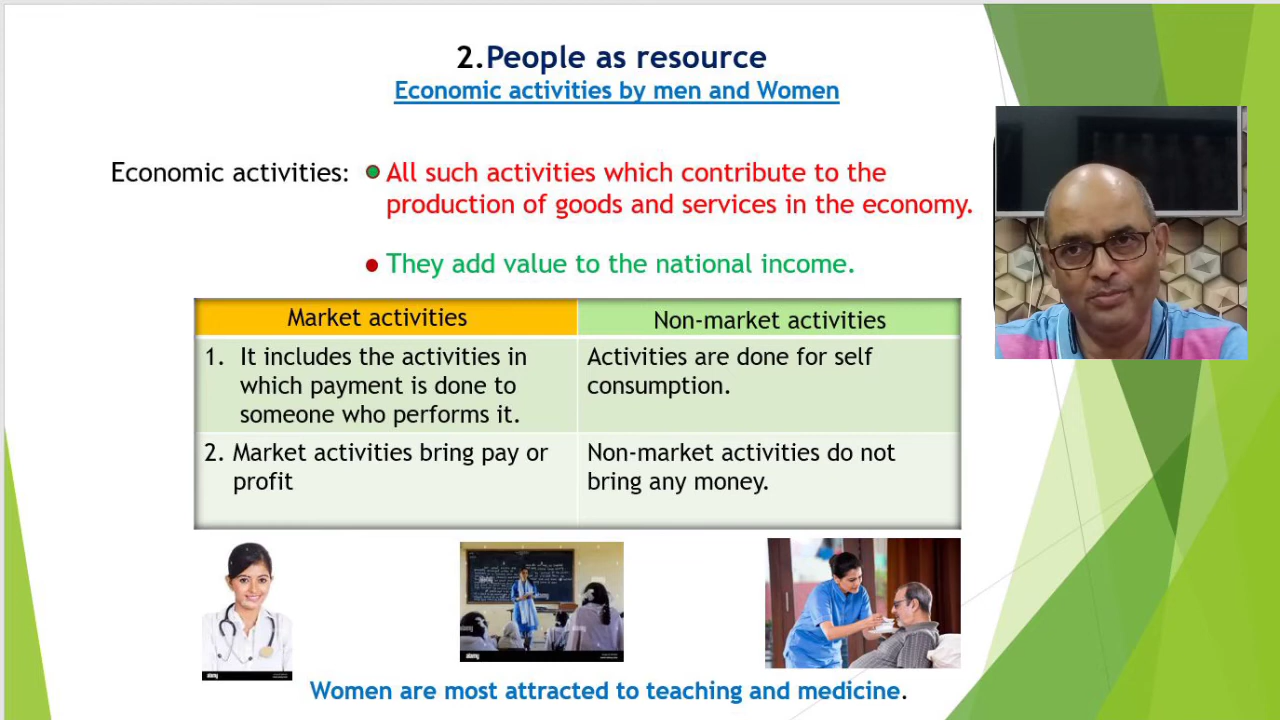 2.People as resource
Economic activities by men and Women
Economic activities:
All such activities which contribute to the
production of goods and services in the economy.
They add value to the national income.
Market activities
Non-market activities
1. It includes the activities in
which payment is done to
someone who performs it.
Activities are done for self
consumption.
2. Market activities bring pay or
profit
Non-market activities do not
bring any money.
alamy
alamy
Women are most attracted to teaching and medicine.